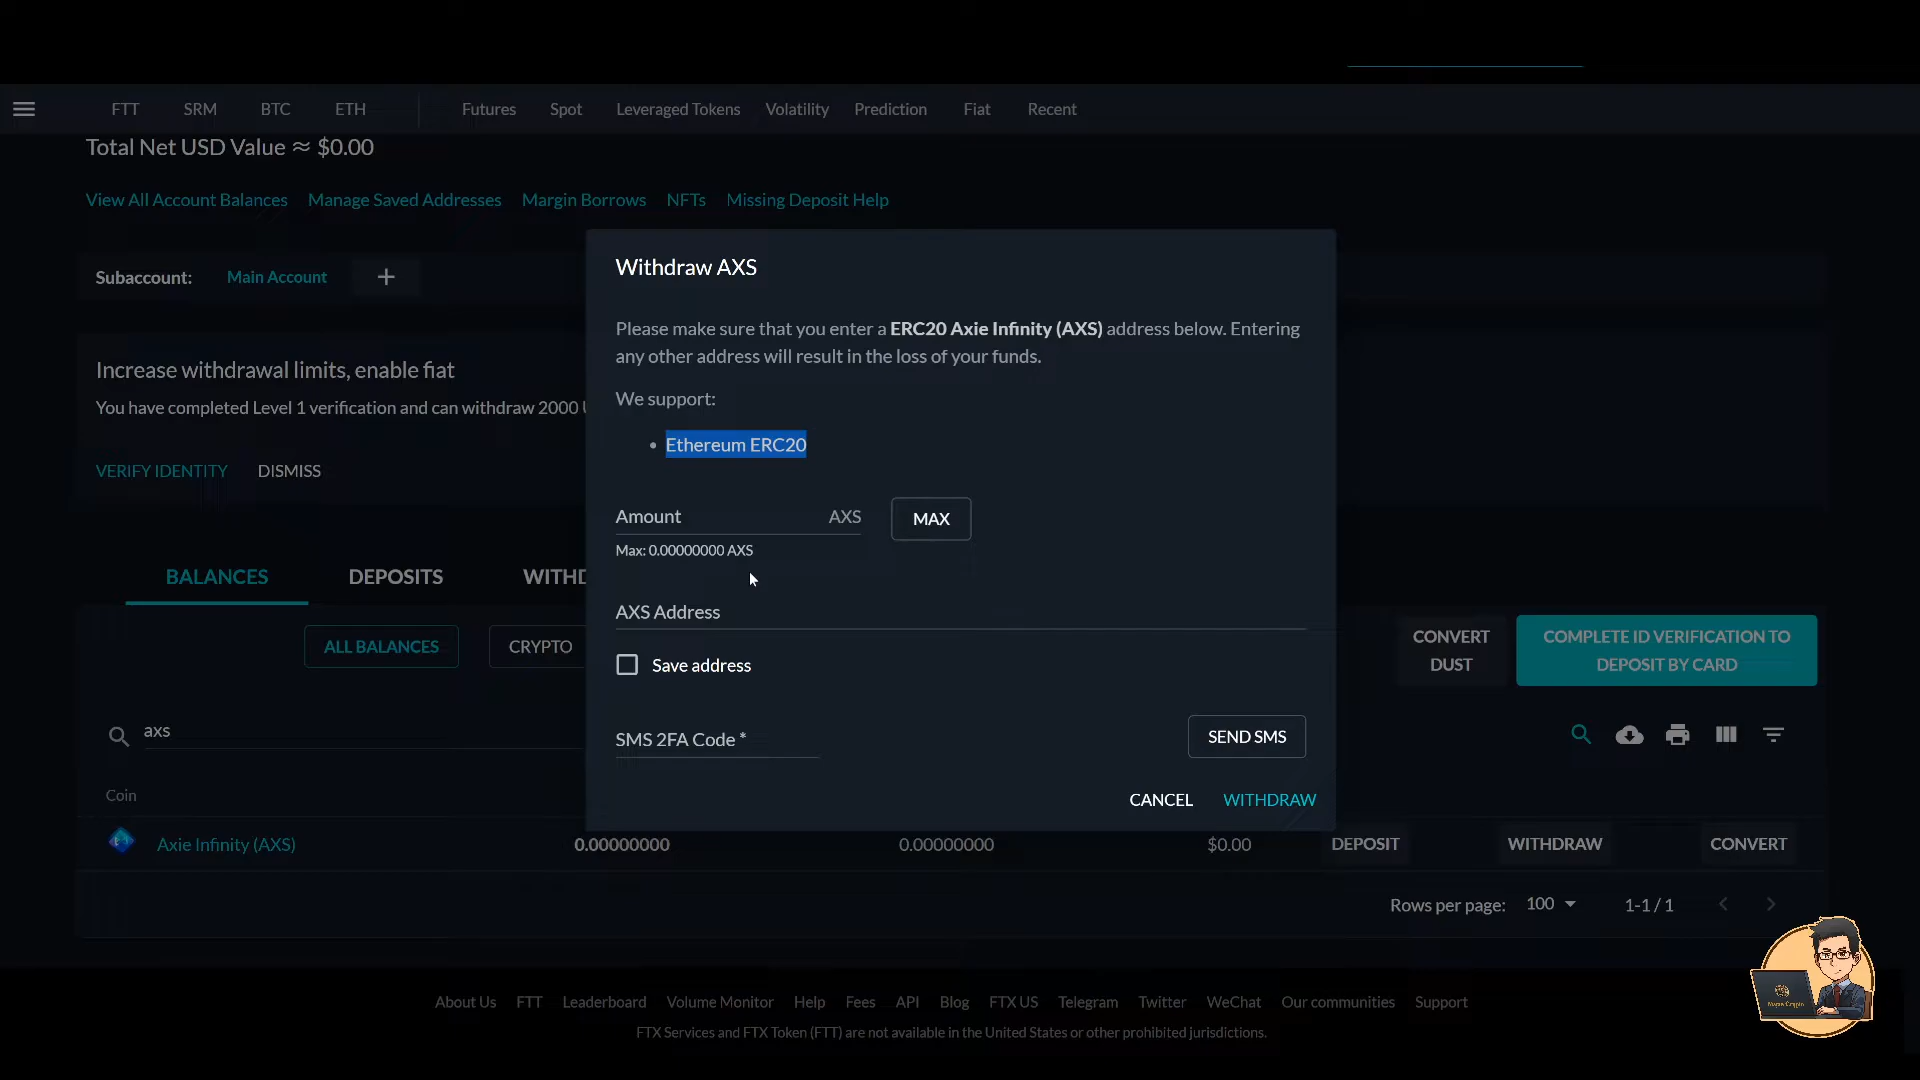 FTT SRM BTC ETH Futures Spot Leveraged Tokens Volatility Prediction Fiat Recent
Total Net USD Value ≈ $0.00
View All Account Balances Manage Saved Addresses Margin Borrows NFTs Missing Deposit Help
Subaccount: Main Account +
Increase withdrawal limits, enable fiat
You have completed Level 1 verification and can withdraw 2000
VERIFY IDENTITY DISMISS
Withdraw AXS
Please make sure that you enter a ERC20 Axie Infinity (AXS) address below. Entering
any other address will result in the loss of your funds.
We support:
• Ethereum ERC20
Amount AXS MAX
Max: 0.00000000 AXS
AXS Address
Save address
SMS 2FA Code * SEND SMS
CANCEL WITHDRAW
BALANCES DEPOSITS WITHD
ALL BALANCES CRYPTO
CONVERT
DUST
COMPLETE ID VERIFICATION TO
DEPOSIT BY CARD
axs
Coin
Axie Infinity (AXS) 0.00000000 0.00000000 $0.00 DEPOSIT WITHDRAW CONVERT
Rows per page: 100 1-1 / 1
About Us FTT Leaderboard Volume Monitor Help Fees API Blog FTX US Telegram Twitter WeChat Our communities Support
FTX Services and FTX Token (FTT) are not available in the United States or other prohibited jurisdictions.